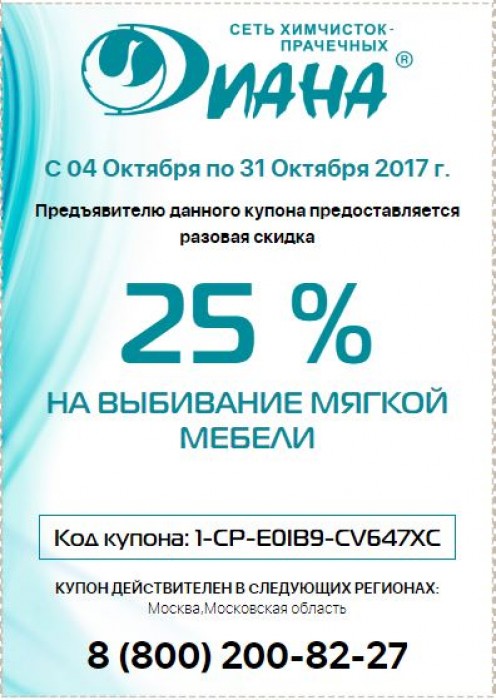 СЕТЬ ХИМЧИСТОК-
ПРАЧЕЧНЫХ
ДИАНА®
С 04 Октября по 31 Октября 2017 г.
Предъявителю данного купона предоставляется
разовая скидка
25 %
НА ВЫБИВАНИЕ МЯГКОЙ
МЕБЕЛИ
Код купона: 1-CP-E0IB9-CV647XC
КУПОН ДЕЙСТВИТЕЛЕН В СЛЕДУЮЩИХ РЕГИОНАХ:
Москва,Московская область
8 (800) 200-82-27